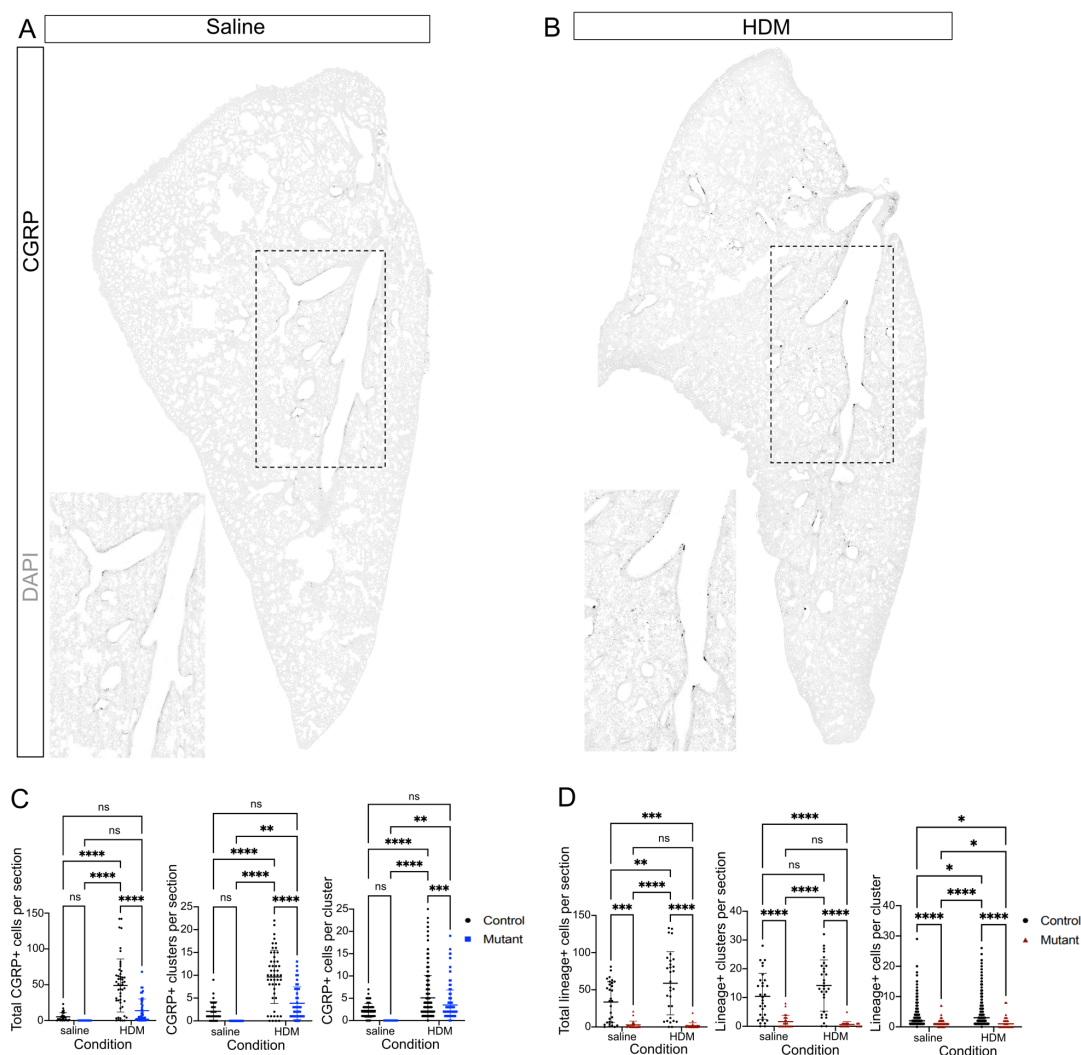 A
Saline
B
HDM
CGRP
DAPI
C
ns
ns
****
****
ns
****
Total CGRP+ cells per section
150
100
50
0
saline
HDM
Condition
ns
**
****
****
ns
****
CGRP+ clusters per section
25
20
15
10
5
0
saline
HDM
Condition
ns
**
****
****
ns
***
CGRP+ cells per cluster
25
20
15
10
5
0
saline
HDM
Condition
Control
Mutant
D
***
ns
**
****
***
****
Total lineage+ cells per section
150
100
50
0
saline
HDM
Condition
****
ns
ns
****
****
****
Lineage+ clusters per section
40
30
20
10
0
saline
HDM
Condition
*
*
*
****
****
****
Lineage+ cells per cluster
40
30
20
10
0
saline
HDM
Condition
Control
Mutant